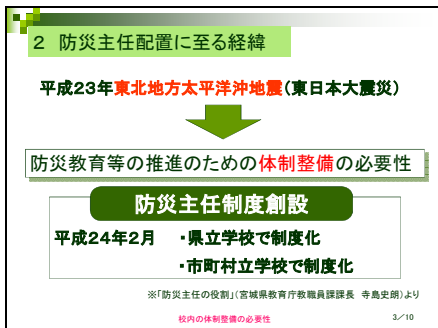 2 防災主任配置に至る経緯
平成23年東北地方太平洋沖地震(東日本大震災)
防災教育等の推進のための体制整備の必要性
防災主任制度創設
平成24年2月 ・県立学校で制度化
・市町村立学校で制度化
※「防災主任の役割」(宮城県教育庁教職員課課長 寺島史朗)より
校内の体制整備の必要性 3/10